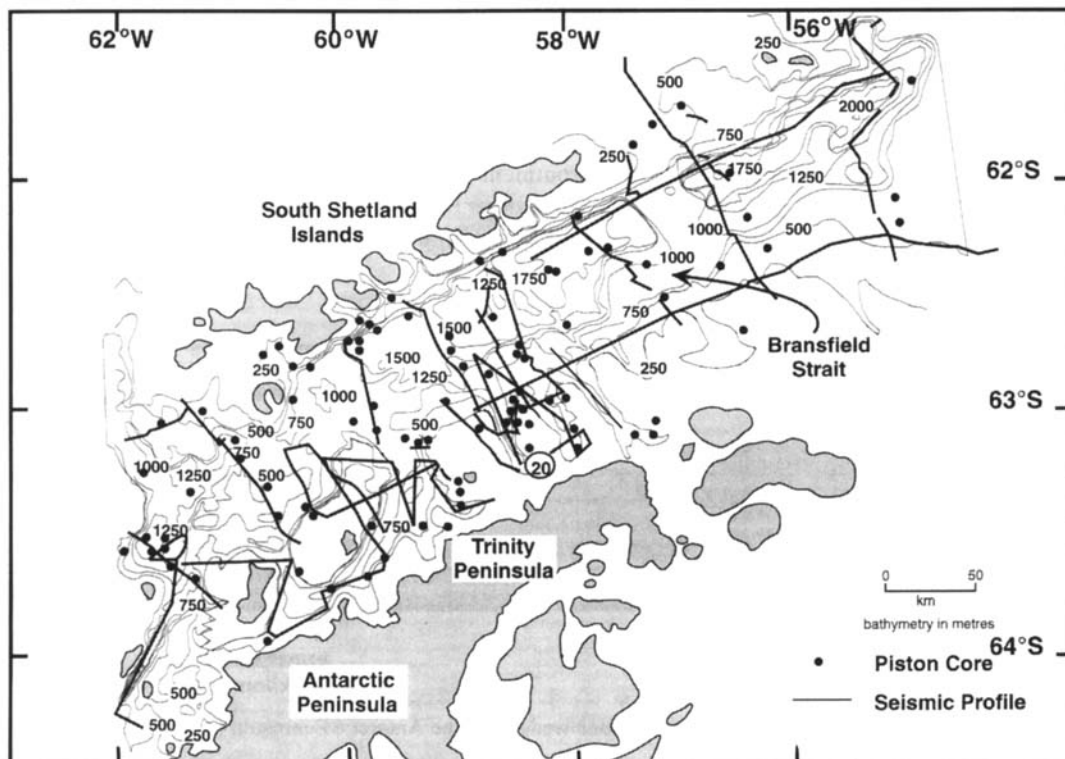 62°W
60°W
58°W
56°W
250
500
2000
750
250
1750
1250
62°S
South Shetland
Islands
1000
500
1000
1750
1250
750
1500
1500
1250
Bransfield
Strait
250
250
1000
750
500
63°S
500
750
1000
1250
500
20
750
1250
Trinity
Peninsula
750
0
50
km
bathymetry in metres
64°S
Piston Core
Antarctic
Peninsula
500
Seismic Profile
500
250